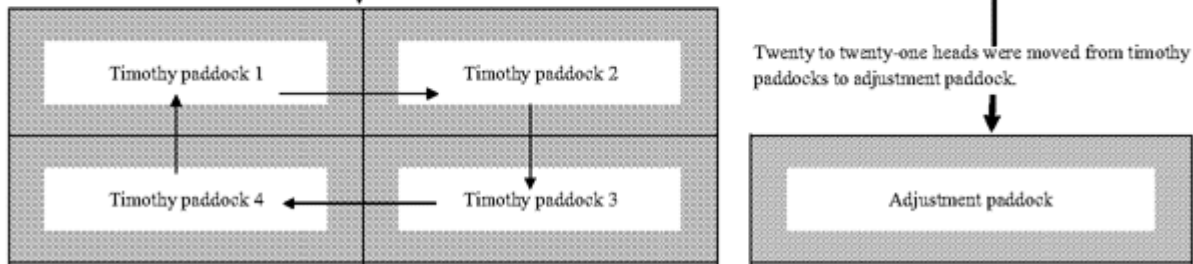 Timothy paddock 1
Timothy paddock 2
Twenty to twenty-one heads were moved from timothy
paddocks to adjustment paddock.
Timothy paddock 4
Timothy paddock 3
Adjustment paddock